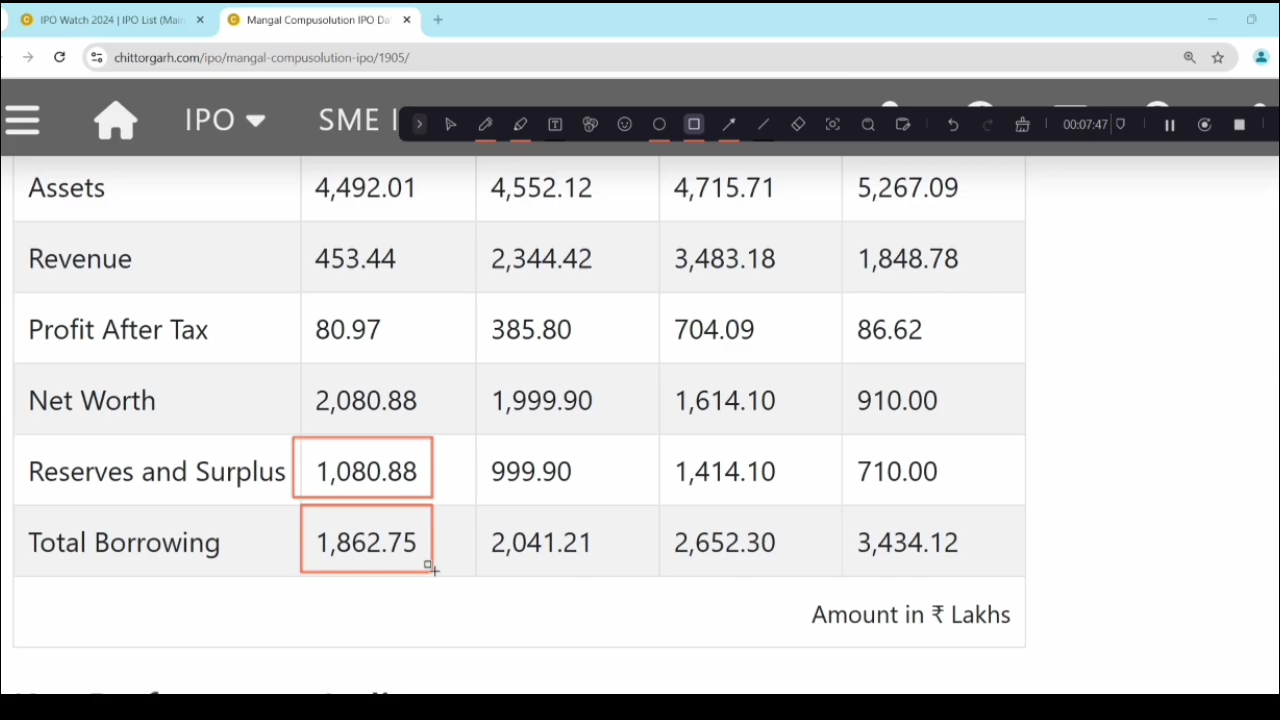 IPO Watch 2024 | IPO List (Main
Mangal Compusolution IPO Da
chittorgarh.com/ipo/mangal-compusolution-ipo/1905/
IPO
SME I
00:07:47
Assets 4,492.01 4,552.12 4,715.71 5,267.09
Revenue 453.44 2,344.42 3,483.18 1,848.78
Profit After Tax 80.97 385.80 704.09 86.62
Net Worth 2,080.88 1,999.90 1,614.10 910.00
Reserves and Surplus 1,080.88 999.90 1,414.10 710.00
Total Borrowing 1,862.75 2,041.21 2,652.30 3,434.12
Amount in ₹ Lakhs